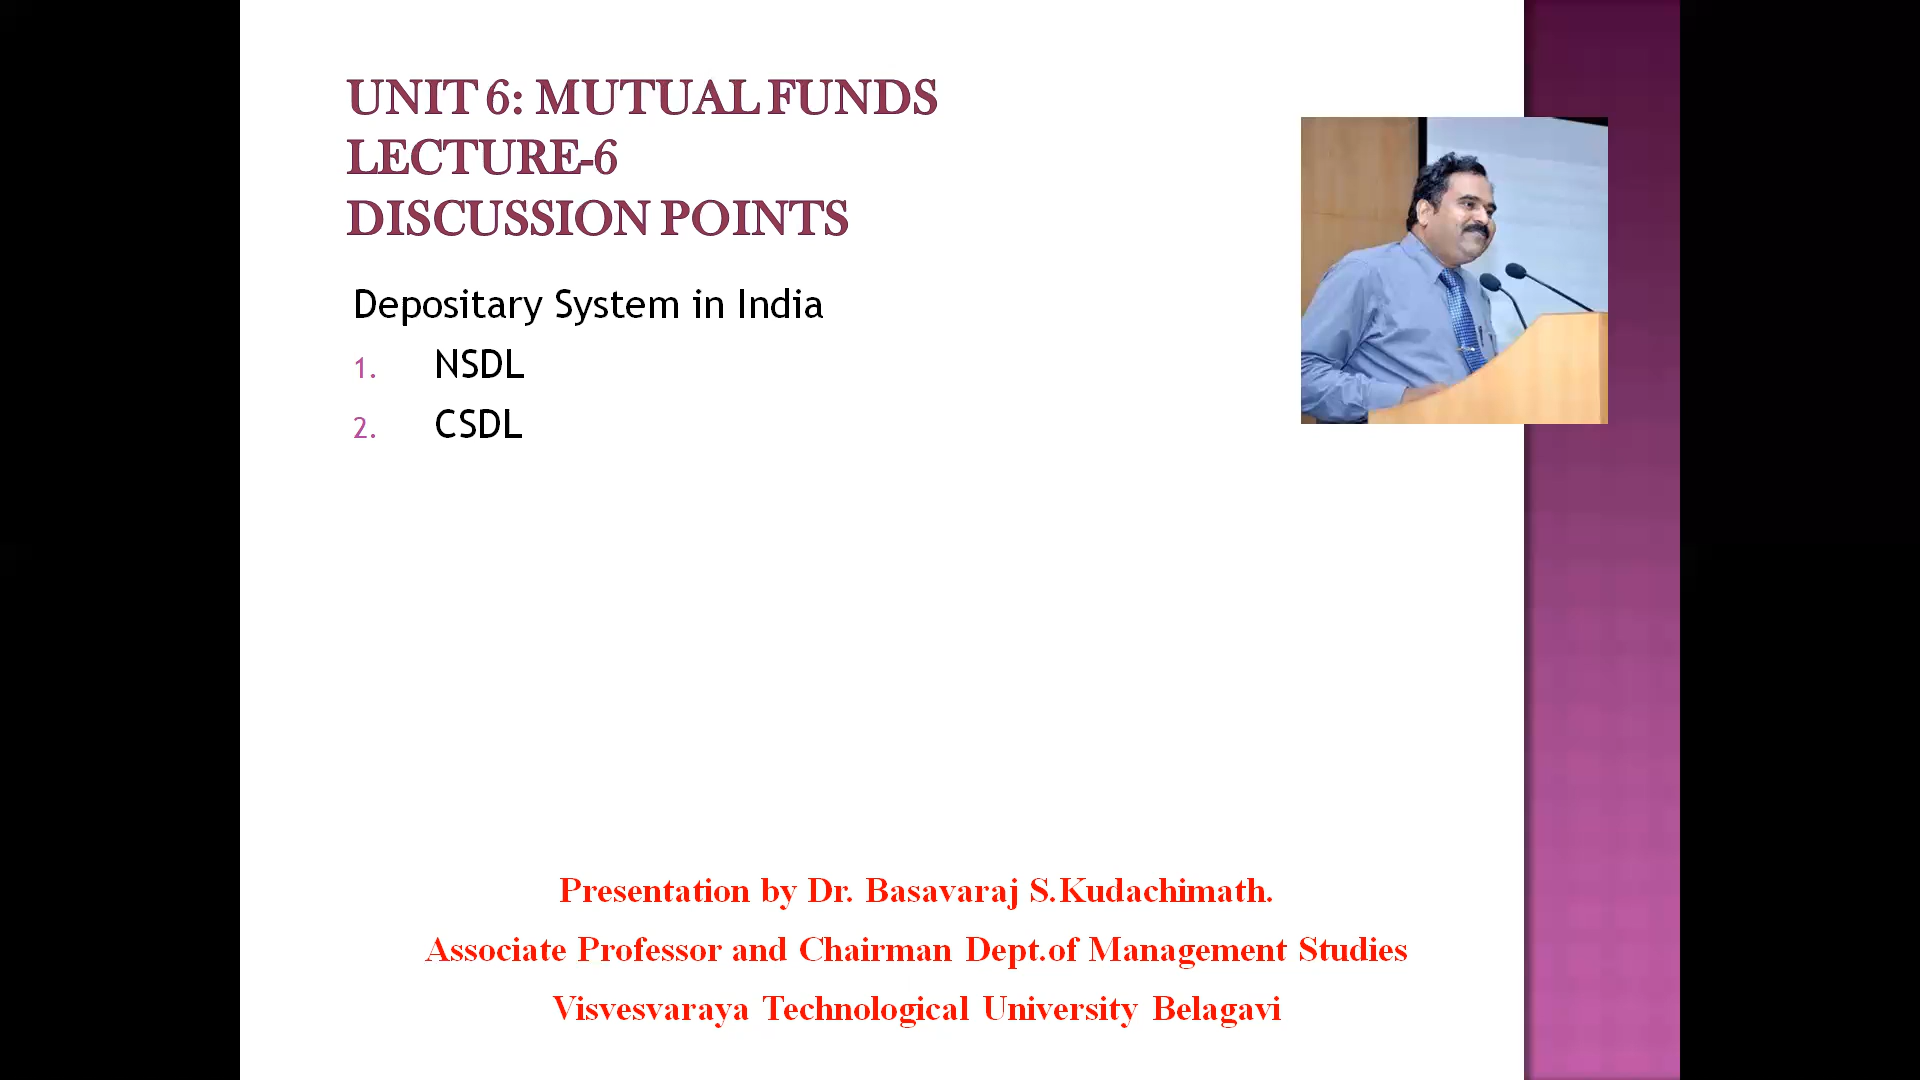 UNIT 6: MUTUAL FUNDS
LECTURE-6
DISCUSSION POINTS
Depositary System in India
1. NSDL
2. CSDL
Presentation by Dr. Basavaraj S.Kudachimath.
Associate Professor and Chairman Dept.of Management Studies
Visvesvaraya Technological University Belagavi